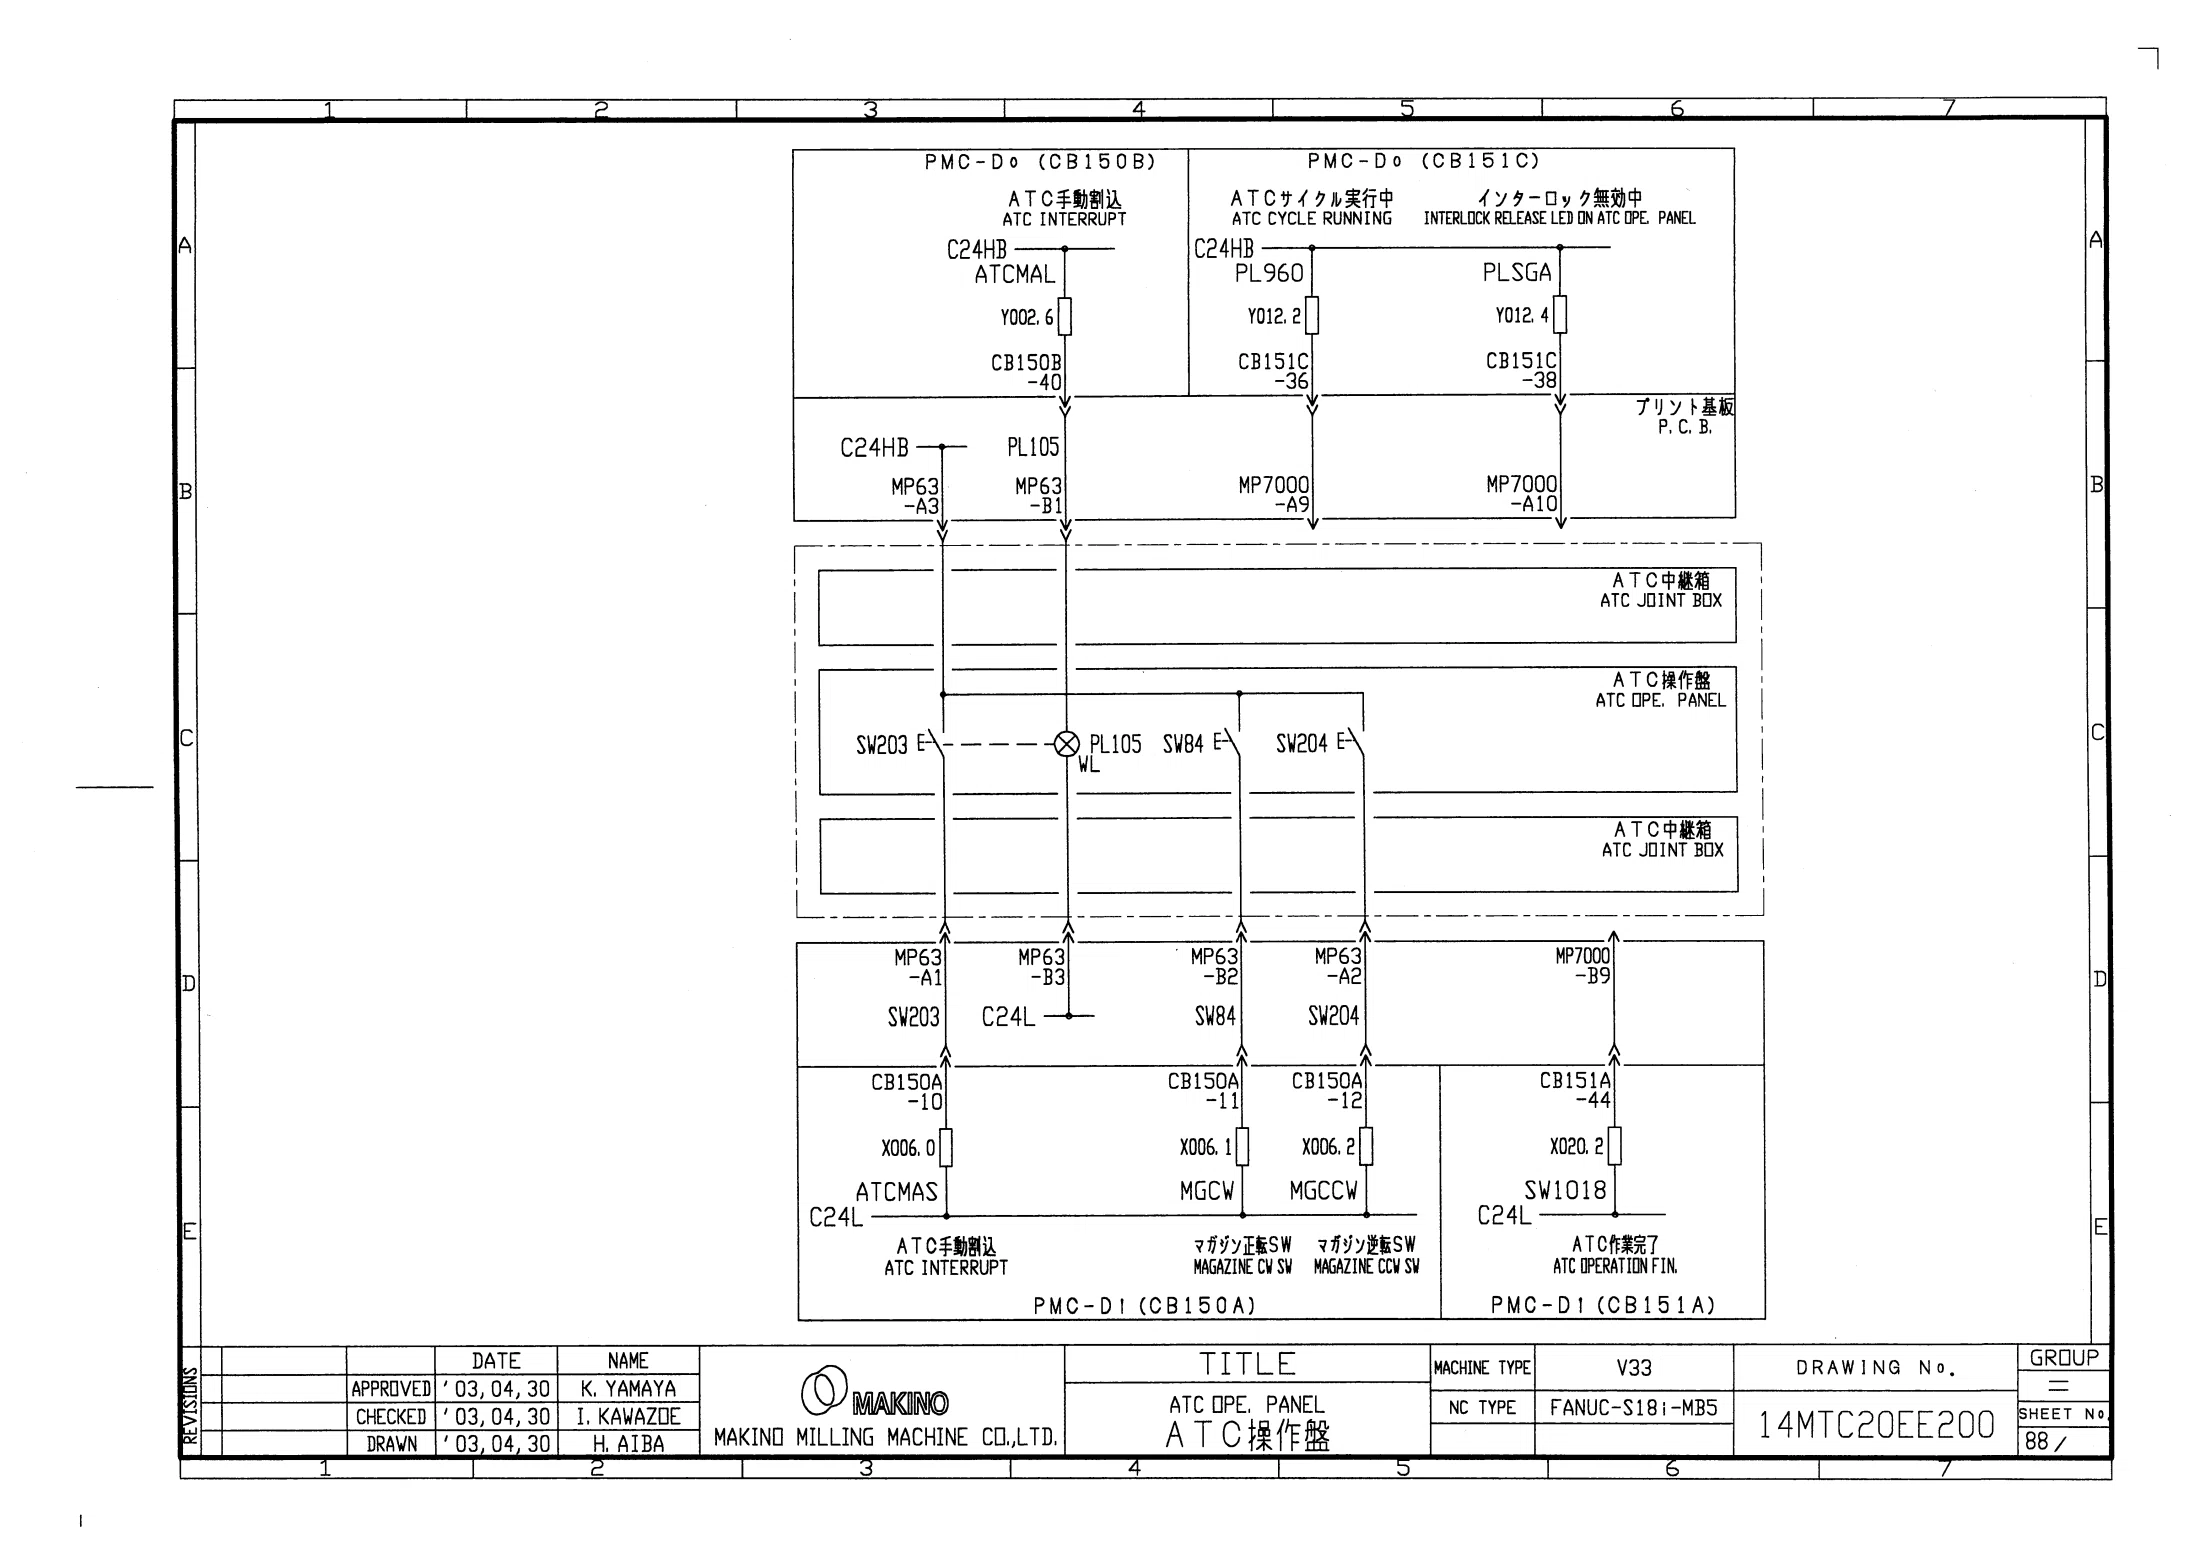 1 2 3 4 5 6 7
A
B
C
D
E
PMC-Do (CB150B)
PMC-Do (CB151C)
ATC手動割込
ATC INTERRUPT
ATCサイクル実行中
ATC CYCLE RUNNING
インターロック無効中
INTERLOCK RELEASE LED ON ATC OPE. PANEL
C24HB
ATCMAL
Y002.6
CB150B
-40
C24HB
PL960
Y012.2
CB151C
-36
PLSGA
Y012.4
CB151C
-38
プリント基板
P.C.B.
C24HB
PL105
MP63
-A3
MP63
-B1
MP7000
-A9
MP7000
-A10
ATC中継箱
ATC JOINT BOX
ATC操作盤
ATC OPE. PANEL
SW203
PL105
WL
SW84
SW204
ATC中継箱
ATC JOINT BOX
MP63
-A1
MP63
-B3
MP63
-B2
MP63
-A2
MP7000
-B9
SW203
C24L
SW84
SW204
CB150A
-10
CB150A
-11
CB150A
-12
CB151A
-44
X006.0
X006.1
X006.2
X020.2
ATCMAS
MGCW
MGCCW
SW1018
C24L
C24L
ATC手動割込
ATC INTERRUPT
マガジン正転SW
MAGAZINE CW SW
マガジン逆転SW
MAGAZINE CCW SW
ATC作業完了
ATC OPERATION FIN.
PMC-DI (CB150A)
PMC-DI (CB151A)
A
B
C
D
E
REVISIONS
DATE NAME
APPROVED '03,04,30 K. YAMAYA
CHECKED '03,04,30 I. KAWAZOE
DRAWN '03,04,30 H. AIBA
MAKINO
MAKINO MILLING MACHINE CO.,LTD.
TITLE
ATC OPE. PANEL
ATC操作盤
MACHINE TYPE V33
NC TYPE FANUC-S18i-MB5
DRAWING No.
14MTC20EE200
GROUP
=
SHEET No.
88/
1 2 3 4 5 6 7